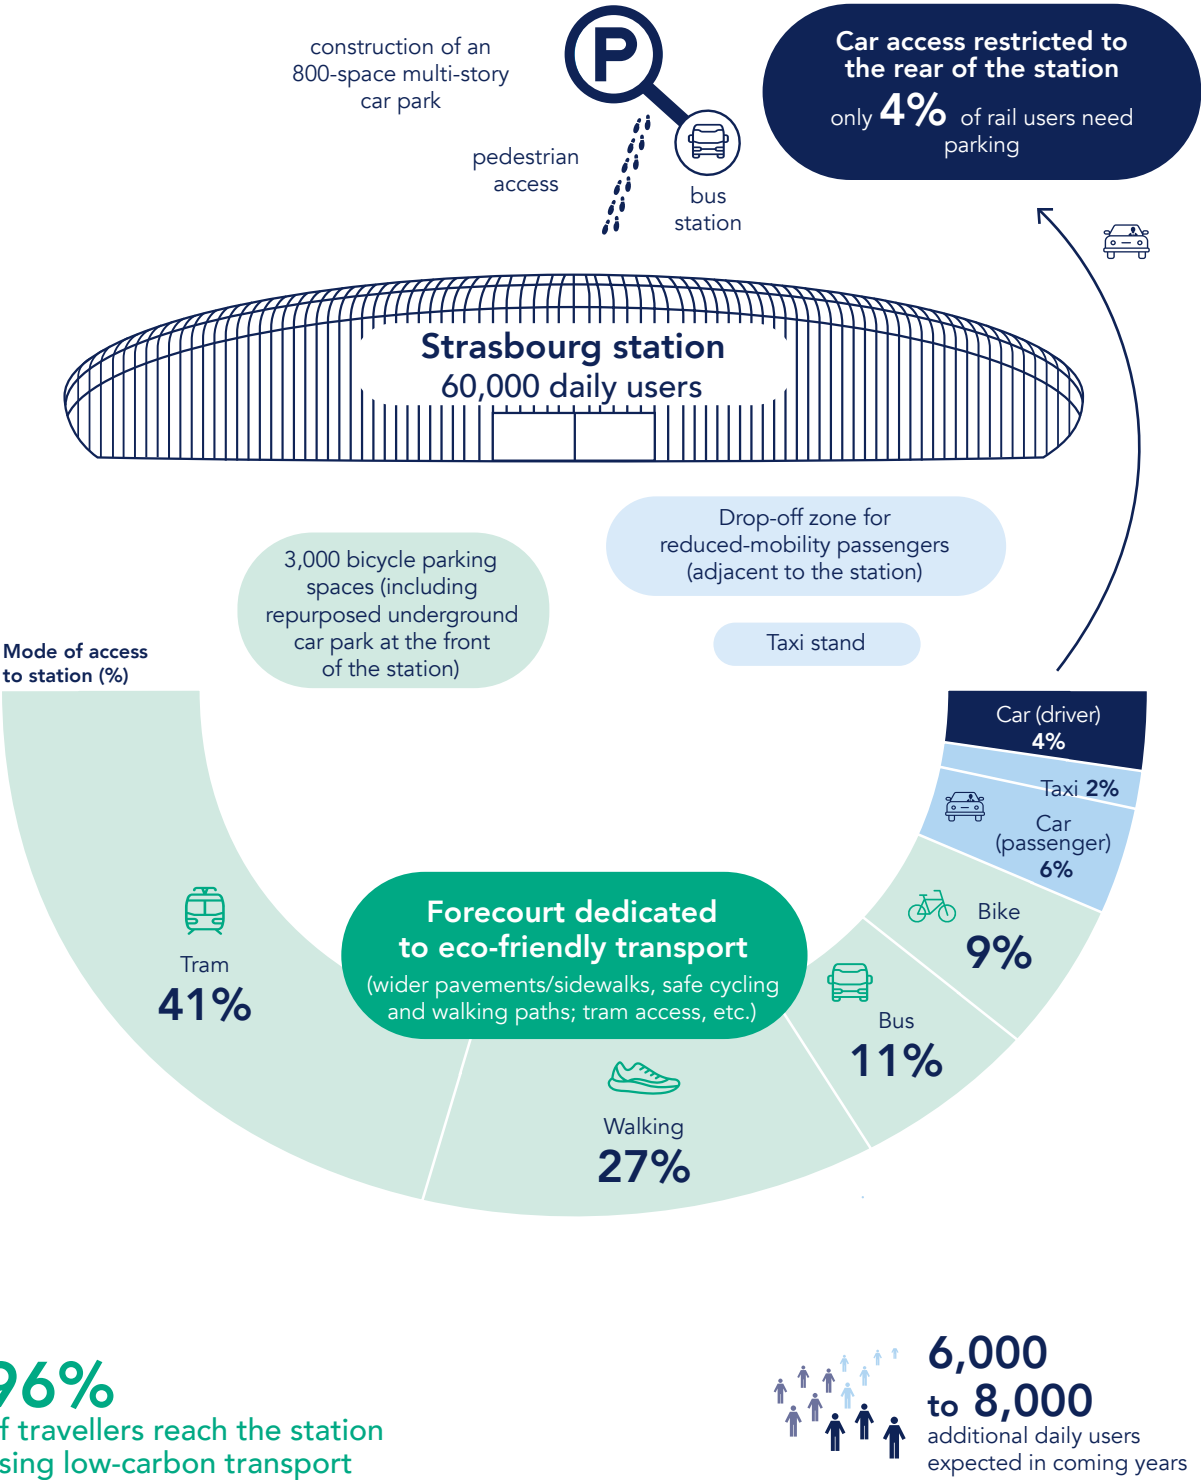 construction of an
800-space multi-story
car park
P
pedestrian
access
bus
station
Car access restricted to
the rear of the station
only 4% of rail users need
parking
Strasbourg station
60,000 daily users
Drop-off zone for
reduced-mobility passengers
(adjacent to the station)
3,000 bicycle parking
spaces (including
repurposed underground
car park at the front
of the station)
Taxi stand
Mode of access
to station (%)
Car (driver)
4%
Taxi 2%
Car
(passenger)
6%
Bike
9%
Bus
11%
Forecourt dedicated
to eco-friendly transport
(wider pavements/sidewalks, safe cycling
and walking paths; tram access, etc.)
Tram
41%
Walking
27%
96%
f travellers reach the station
sing low-carbon transport
6,000
to 8,000
additional daily users
expected in coming years